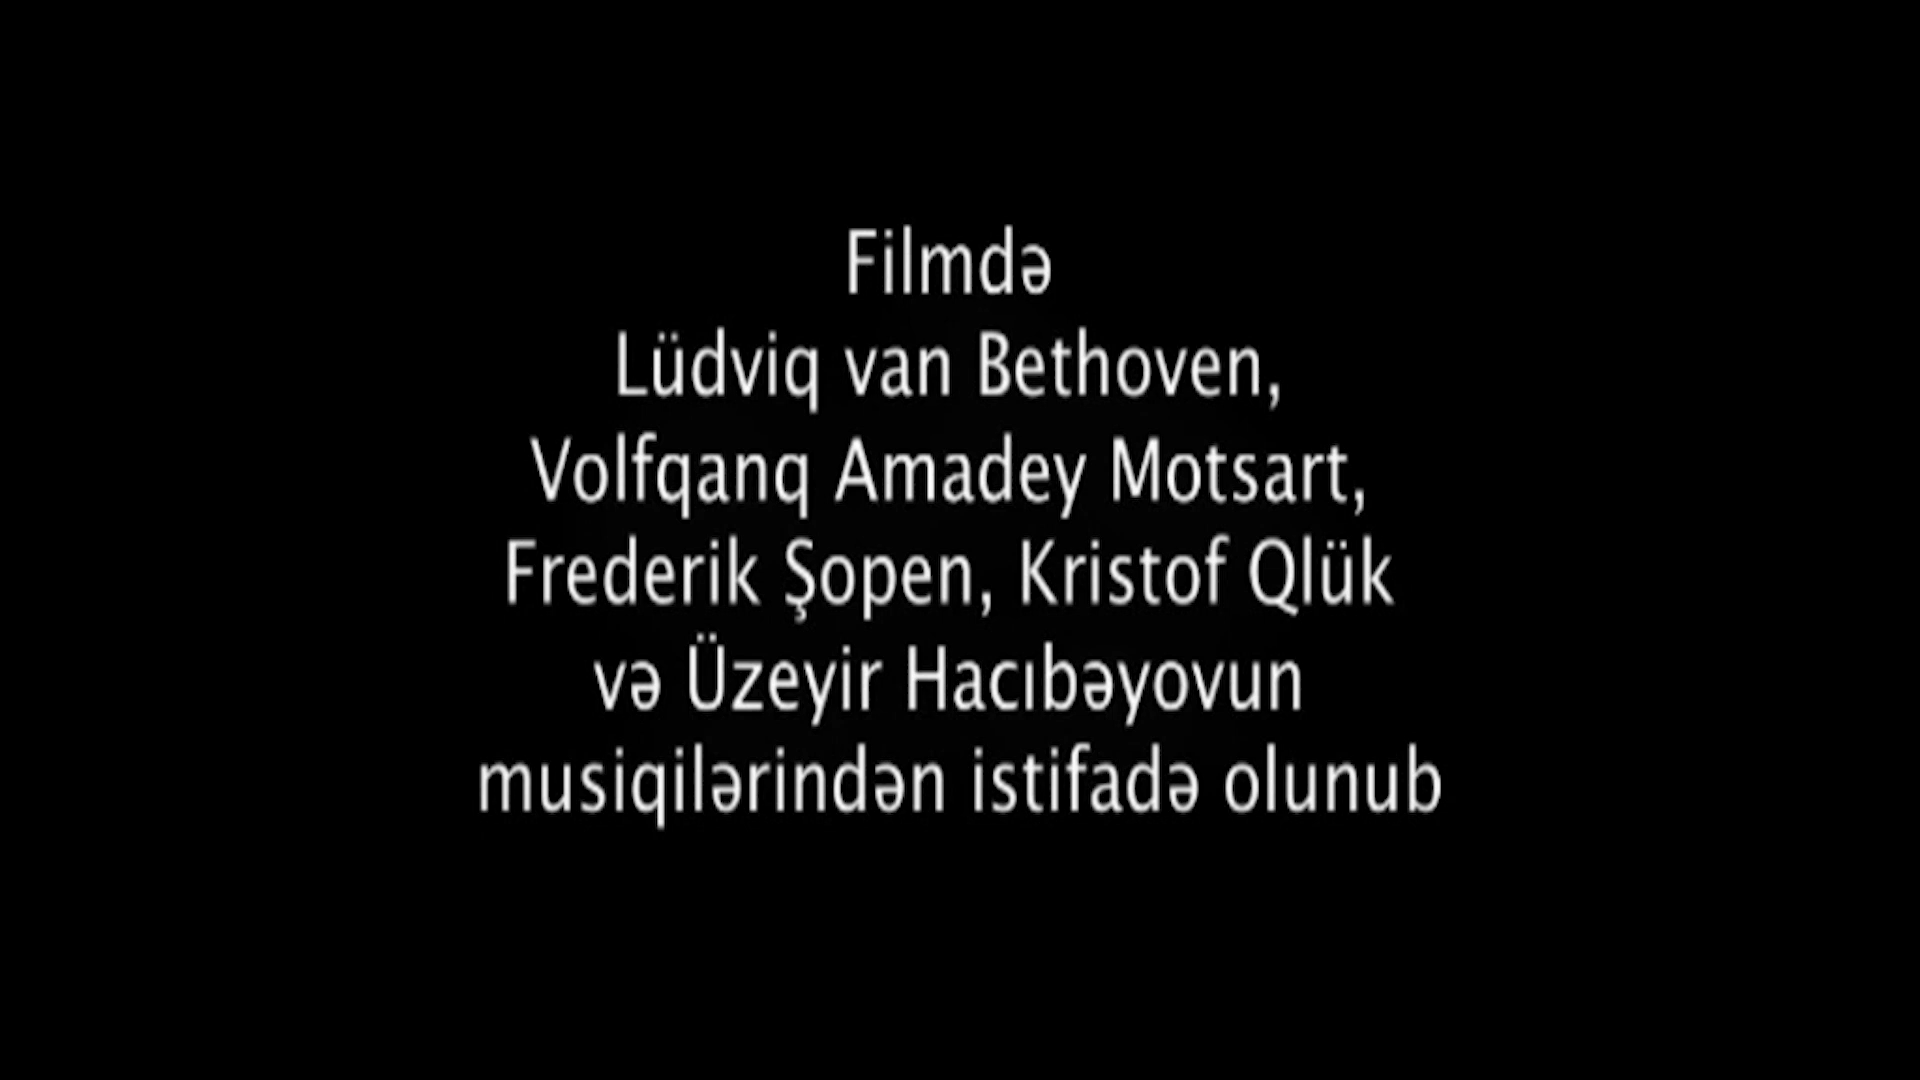 Filmdə
Lüdviq van Bethoven,
Volfqanq Amadey Motsart,
Frederik Şopen, Kristof Qlük
və Üzeyir Hacıbəyovun
musiqilərindən istifadə olunub